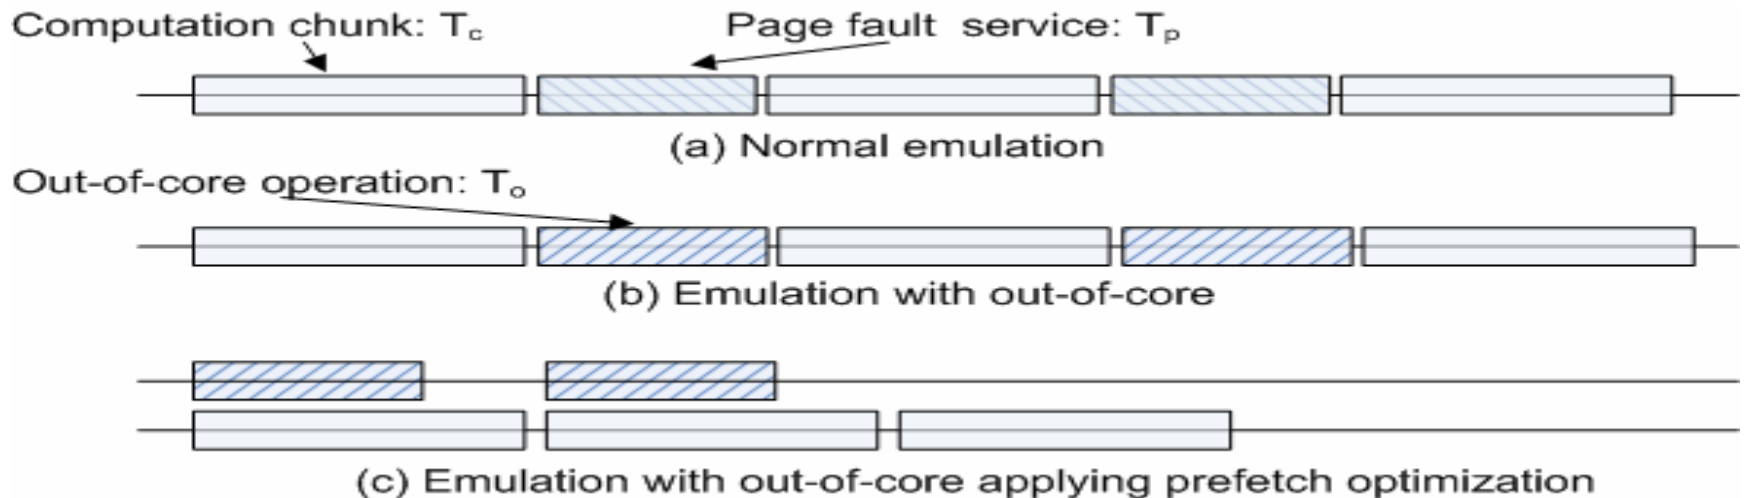 Computation chunk: Tc
Page fault service: Tp
(a) Normal emulation
Out-of-core operation: To
(b) Emulation with out-of-core
(c) Emulation with out-of-core applying prefetch optimization